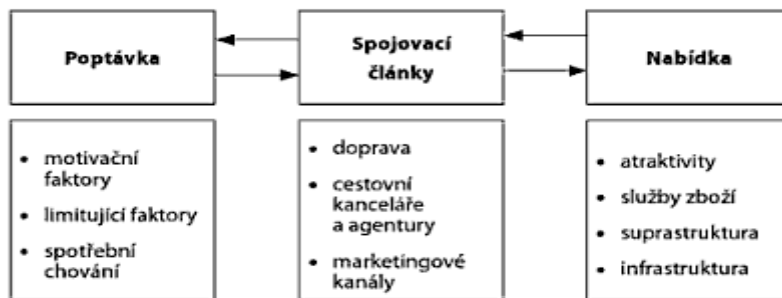 Poptávka
Spojovací
články
Nabídka
• motivační
faktory
• limitující faktory
• spotřební
chování
• doprava
• cestovní
kanceláře
a agentury
• marketingové
kanály
• atraktivity
• služby zboží
• suprastruktura
• infrastruktura